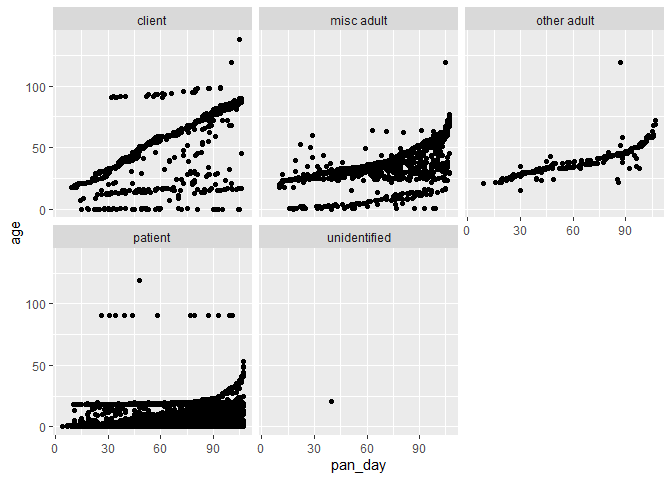 client misc adult other adult
100
50
0
age
30 60 90
patient unidentified
100
50
0
0 30 60 90 0 30 60 90
pan_day